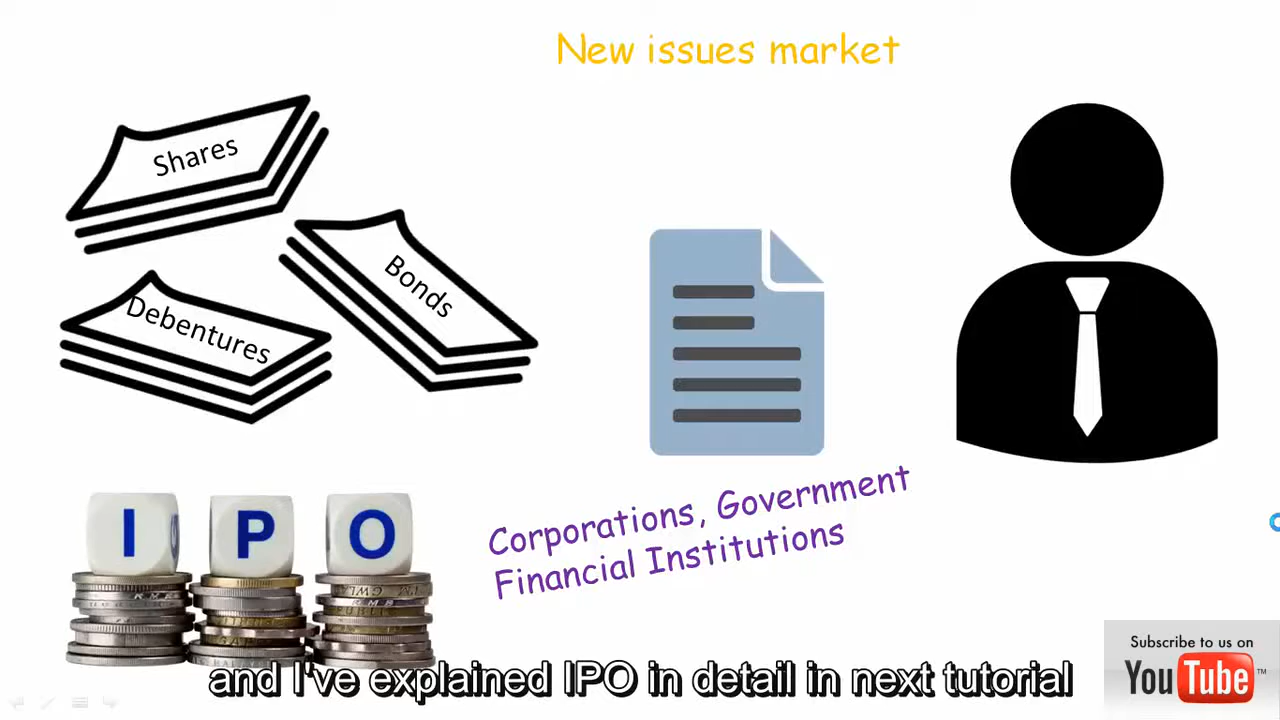 New issues market
Shares
Bonds
Debentures
I P O
Corporations, Government
Financial Institutions
and I've explained IPO in detail in next tutorial
Subscribe to us on
YouTube™